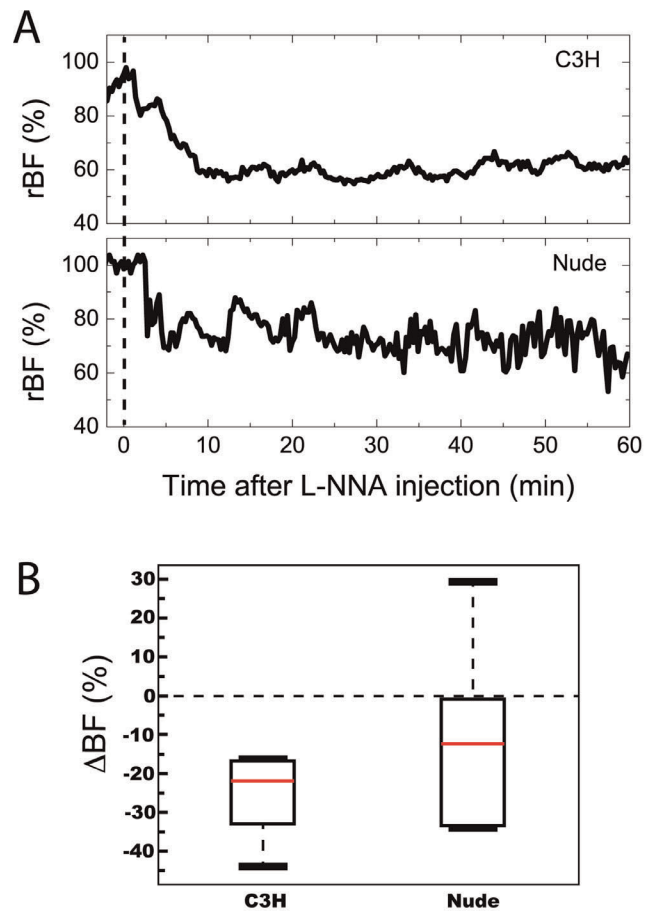 A
100
80
60
40
rBF (%)
C3H
100
80
60
40
rBF (%)
Nude
0 10 20 30 40 50 60
Time after L-NNA injection (min)
B
30
20
10
0
-10
-20
-30
-40
ΔBF (%)
C3H Nude